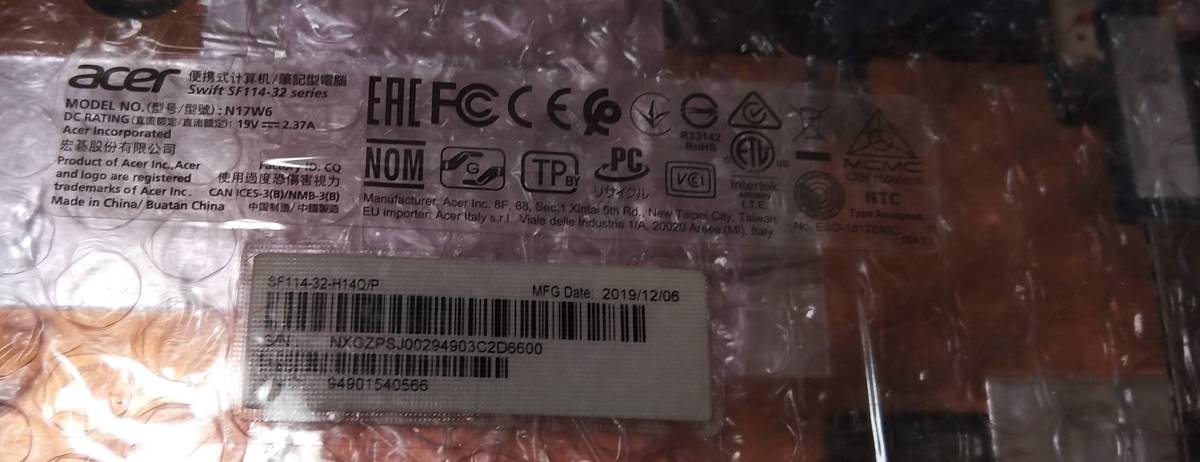 acer 便携式计算机/筆記型電腦
Swift SF114-32 series
MODEL NO.(型号/型號): N17W6
DC RATING(直流額定/直流额定): 19V 2.37A
Acer Incorporated
宏碁股份有限公司
Product of Acer Inc.,Acer
and logo are registered
trademarks of Acer Inc.
Made in China/ Buatan China
Factory ID: CQ
使用過度恐傷害視力
CAN ICES-3(B)/NMB-3(B)
中国制造/中國製造
EAC FC CE
R33142
RoHS
NOM G TP BY PC
リサイクル
VCI
ETL
c us
Intertek
I.T.E.
MCMC
NTC
Type Approved
Manufacturer, Acer Inc. 8F, 88, Sec.1 Xintai 5th Rd., New Taipei City, Taiwan
EU importer: Acer Italy s.r.l. Viale delle Industrie 1/A, 20020 Arese (MI), Italy
SF114-32-H14Q/P
MFG Date: 2019/12/06
S/N: NXGZPSJ00294903C2D6600
94901540566